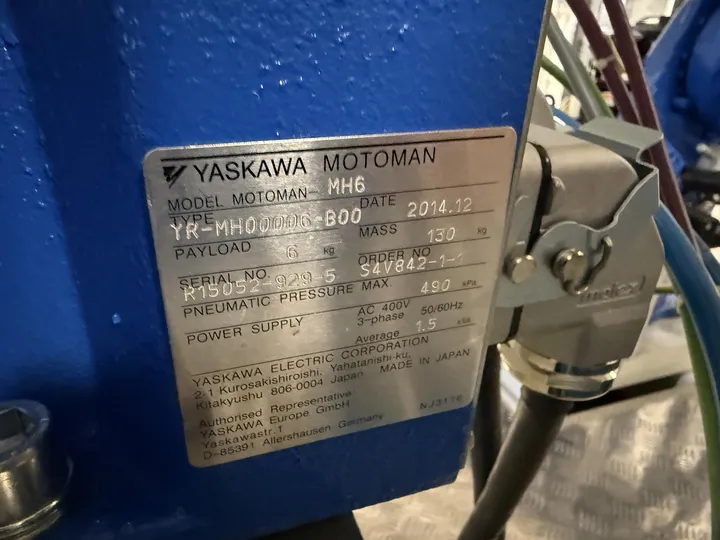 YASKAWA MOTOMAN
MODEL MOTOMAN- MH6
TYPE YR-MH00006-B00 DATE 2014.12
PAYLOAD 6 kg MASS 130 kg
SERIAL NO. R15052-929-5 ORDER NO. S4V842-1-
PNEUMATIC PRESSURE MAX. 490 kPa
POWER SUPPLY AC 400V 50/60Hz
3-phase
Average 1.5 kVA
YASKAWA ELECTRIC CORPORATION
2-1 Kurosakishiroishi, Yahatanishi-ku,
Kitakyushu 806-0004 Japan MADE IN JAPAN
Authorised Representative
YASKAWA Europe GmbH
Yaskawastr.1
D-85391 Allershausen Germany
molex